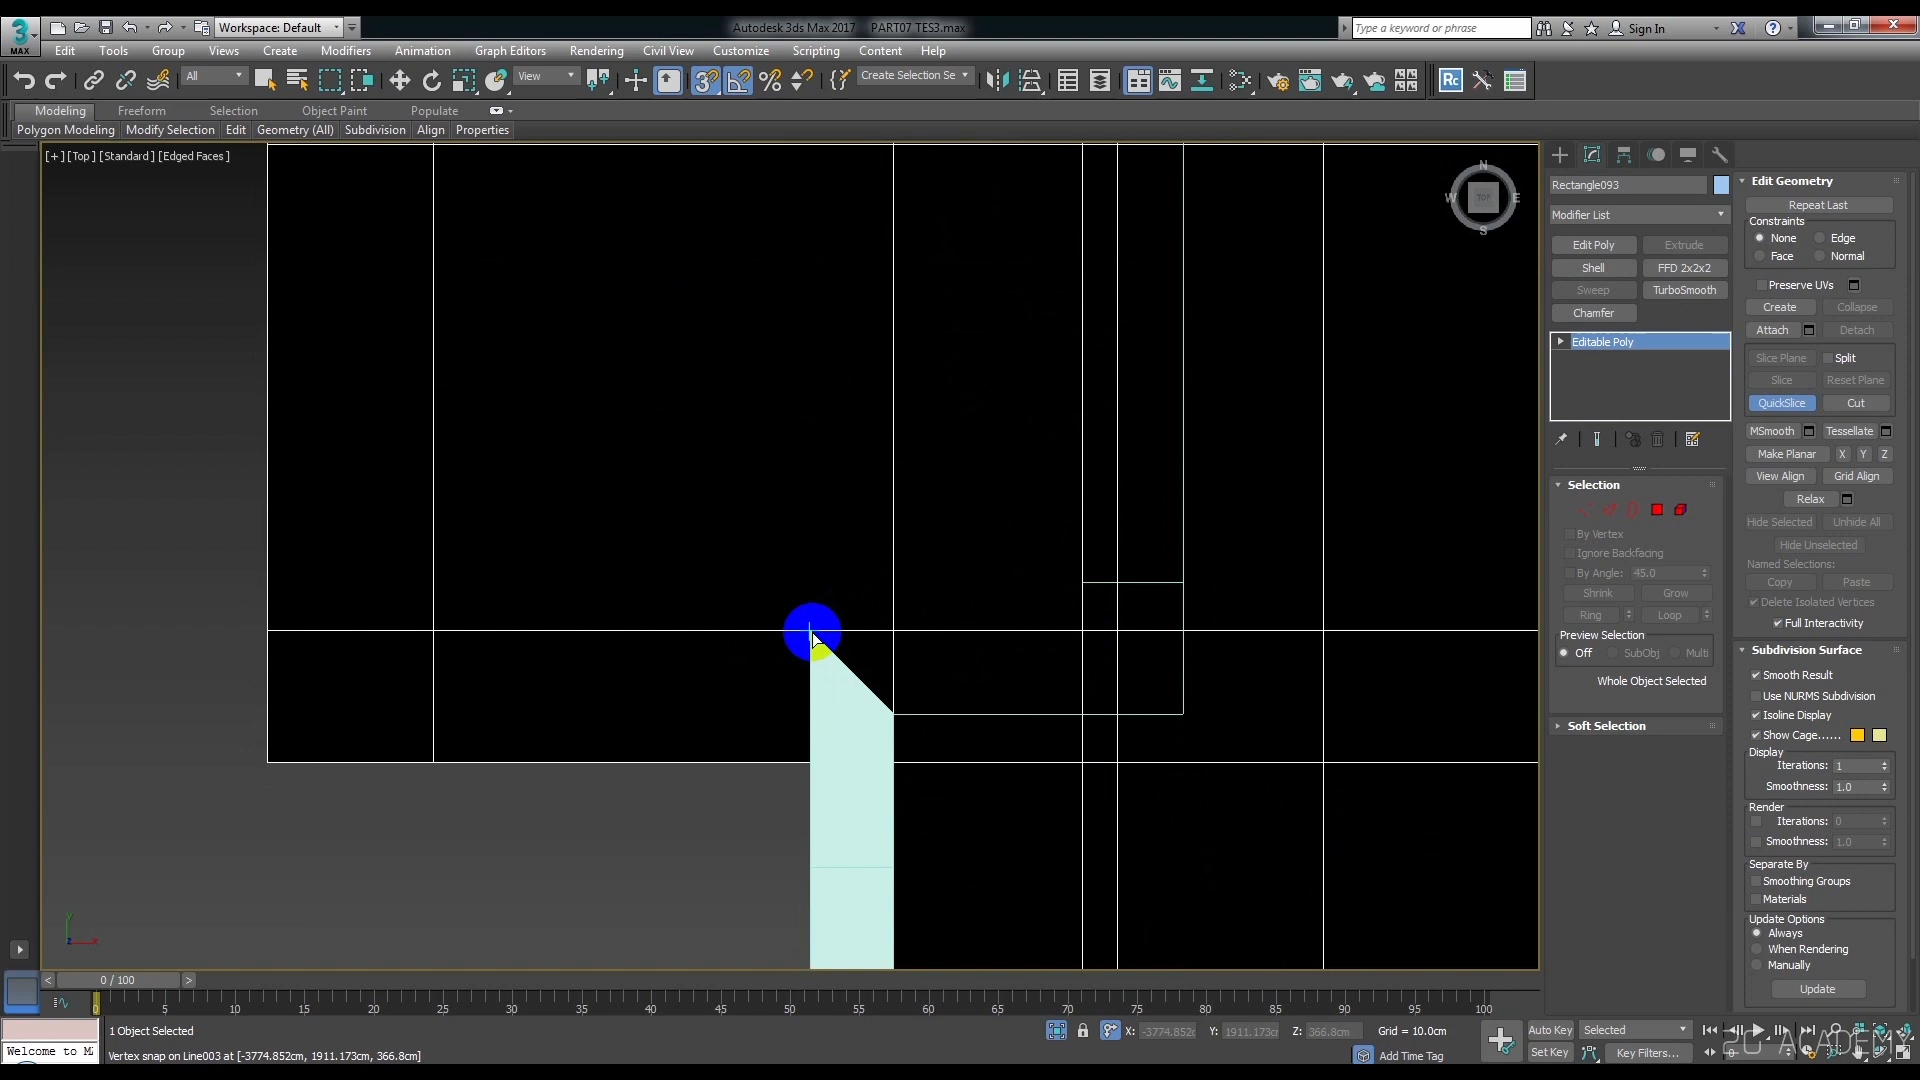 3 MAX
Workspace: Default
Autodesk 3ds Max 2017 PART07 TES3.max
Type a keyword or phrase
Sign In
Edit Tools Group Views Create Modifiers Animation Graph Editors Rendering Civil View Customize Scripting Content Help
All View Create Selection Se Rc
Modeling Freeform Selection Object Paint Populate
Polygon Modeling Modify Selection Edit Geometry (All) Subdivision Align Properties
[+] [Top ] [Standard ] [Edged Faces ]
N
W TOP E
S
Rectangle093
Modifier List
Edit Poly Extrude
Shell FFD 2x2x2
Sweep TurboSmooth
Chamfer
Editable Poly
Selection
By Vertex
Ignore Backfacing
By Angle: 45.0
Shrink Grow
Ring Loop
Preview Selection
Off SubObj Multi
Whole Object Selected
Soft Selection
Edit Geometry
Repeat Last
Constraints
None Edge
Face Normal
Preserve UVs
Create Collapse
Attach Detach
Slice Plane Split
Slice Reset Plane
QuickSlice Cut
MSmooth Tessellate
Make Planar X Y Z
View Align Grid Align
Relax
Hide Selected Unhide All
Hide Unselected
Named Selections:
Copy Paste
Delete Isolated Vertices
Full Interactivity
Subdivision Surface
Smooth Result
Use NURMS Subdivision
Isoline Display
Show Cage......
Display
Iterations: 1
Smoothness: 1.0
Render
Iterations: 0
Smoothness: 1.0
Separate By
Smoothing Groups
Materials
Update Options
Always
When Rendering
Manually
Update
y
z x
< 0 / 100 >
0 5 10 15 20 25 30 35 40 45 50 55 60 65 70 75 80 85 90 95 100
1 Object Selected
X: -3774.852c Y: 1911.173cm Z: 366.8cm Grid = 10.0cm
Auto Key Selected
Welcome to M
Vertex snap on Line003 at [-3774.852cm, 1911.173cm, 366.8cm]
Add Time Tag
Set Key Key Filters... 0
2G ACADEMY